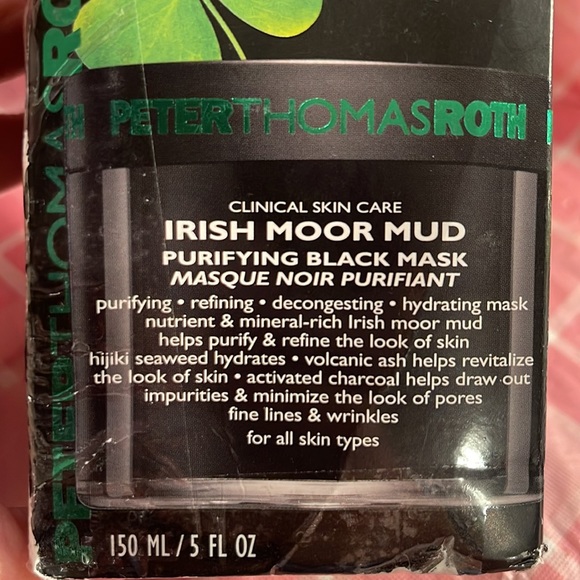 PETERTHOMASROTH
PETERTHOMASROTH
CLINICAL SKIN CARE
IRISH MOOR MUD
PURIFYING BLACK MASK
MASQUE NOIR PURIFIANT
purifying • refining • decongesting • hydrating mask
nutrient & mineral-rich Irish moor mud
helps purify & refine the look of skin
hijiki seaweed hydrates • volcanic ash helps revitalize
the look of skin • activated charcoal helps draw out
impurities & minimize the look of pores
fine lines & wrinkles
for all skin types
150 ML / 5 FL OZ